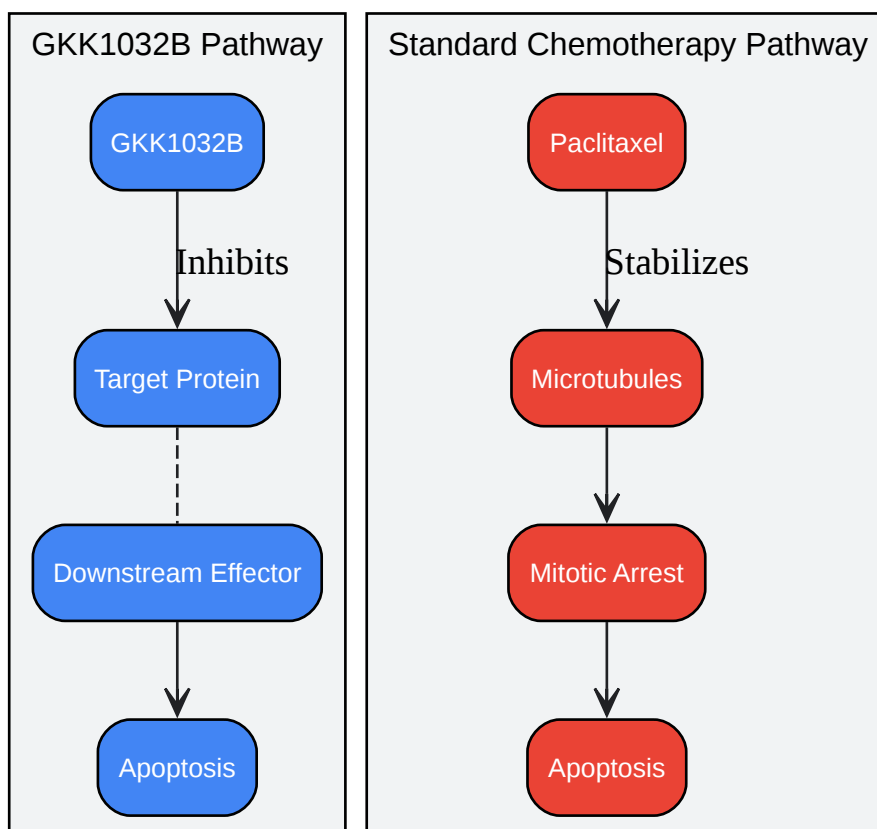 GKK1032B Pathway
GKK1032B
Inhibits
Target Protein
Downstream Effector
Apoptosis
Standard Chemotherapy Pathway
Paclitaxel
Stabilizes
Microtubules
Mitotic Arrest
Apoptosis